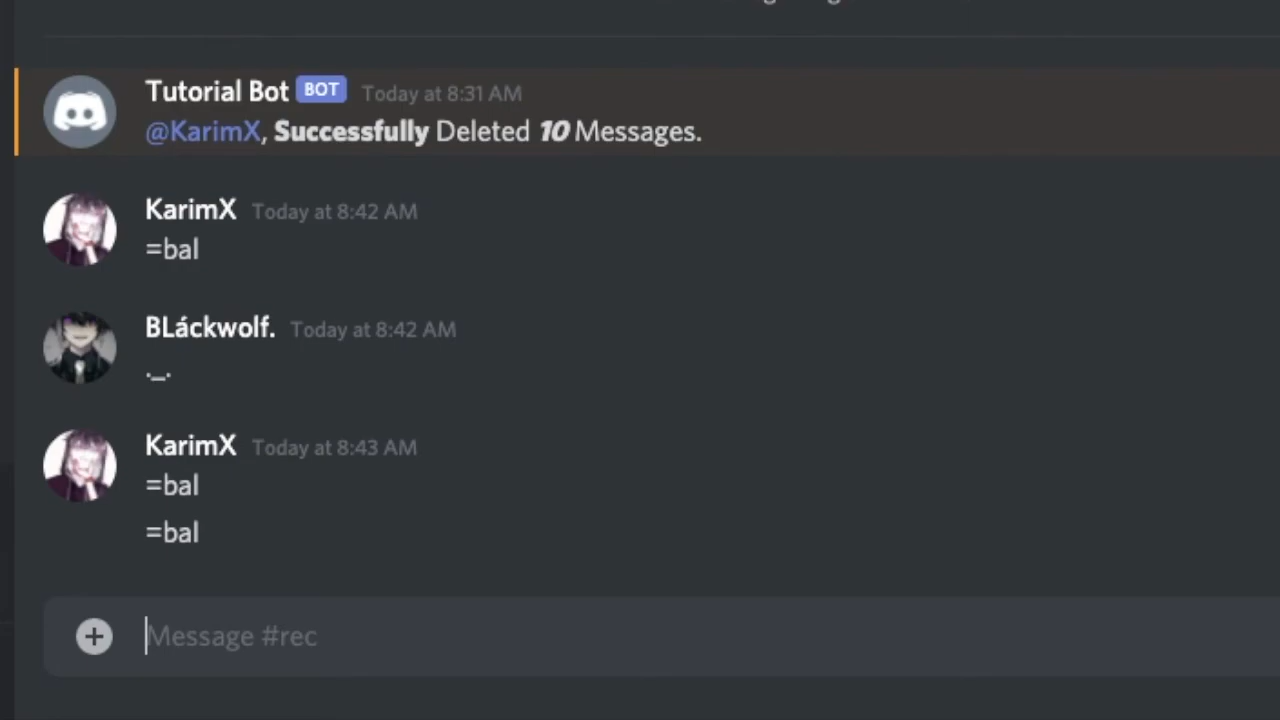 Tutorial Bot BOT Today at 8:31 AM
@KarimX, Successfully Deleted 10 Messages.
KarimX Today at 8:42 AM
=bal
BLáckwolf. Today at 8:42 AM
._.
KarimX Today at 8:43 AM
=bal
=bal
Message #rec